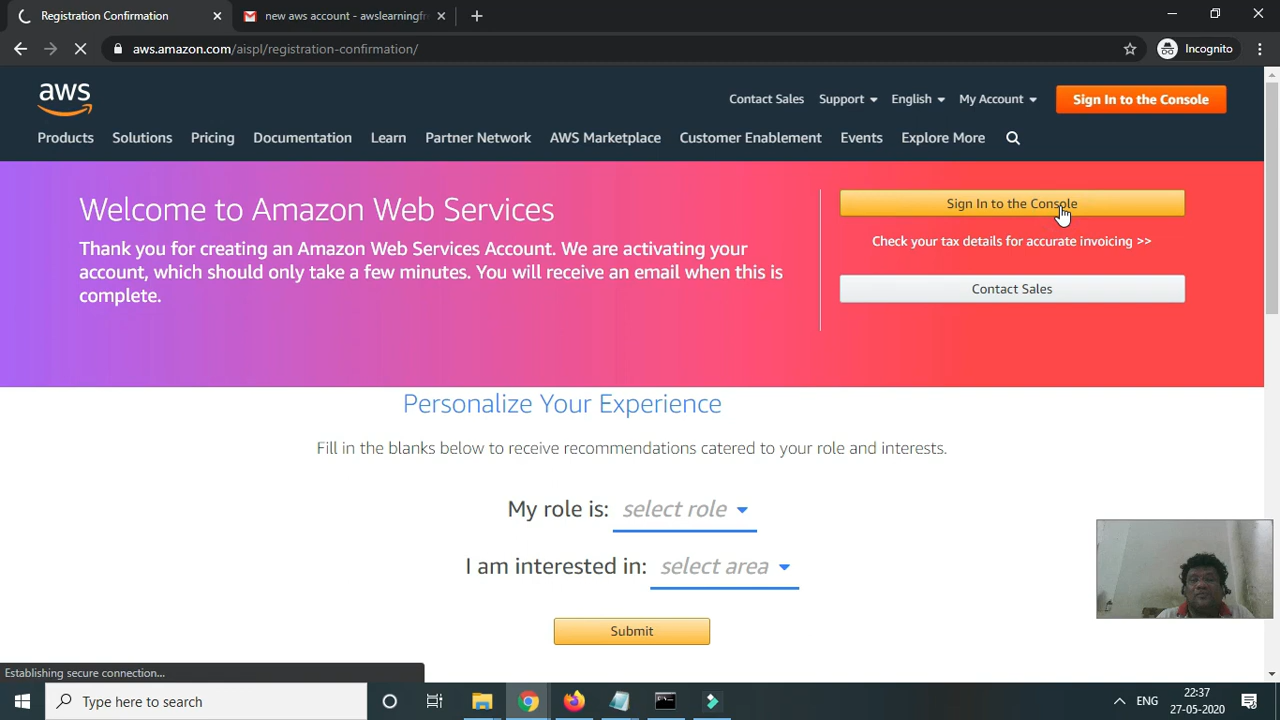 Registration Confirmation
new aws account - awslearningfr
aws.amazon.com/aispl/registration-confirmation/
Incognito
aws
Contact Sales Support English My Account Sign In to the Console
Products Solutions Pricing Documentation Learn Partner Network AWS Marketplace Customer Enablement Events Explore More
Welcome to Amazon Web Services
Thank you for creating an Amazon Web Services Account. We are activating your
account, which should only take a few minutes. You will receive an email when this is
complete.
Sign In to the Console
Check your tax details for accurate invoicing >>
Contact Sales
Personalize Your Experience
Fill in the blanks below to receive recommendations catered to your role and interests.
My role is: select role
I am interested in: select area
Submit
Establishing secure connection...
Type here to search
ENG
22:37
27-05-2020